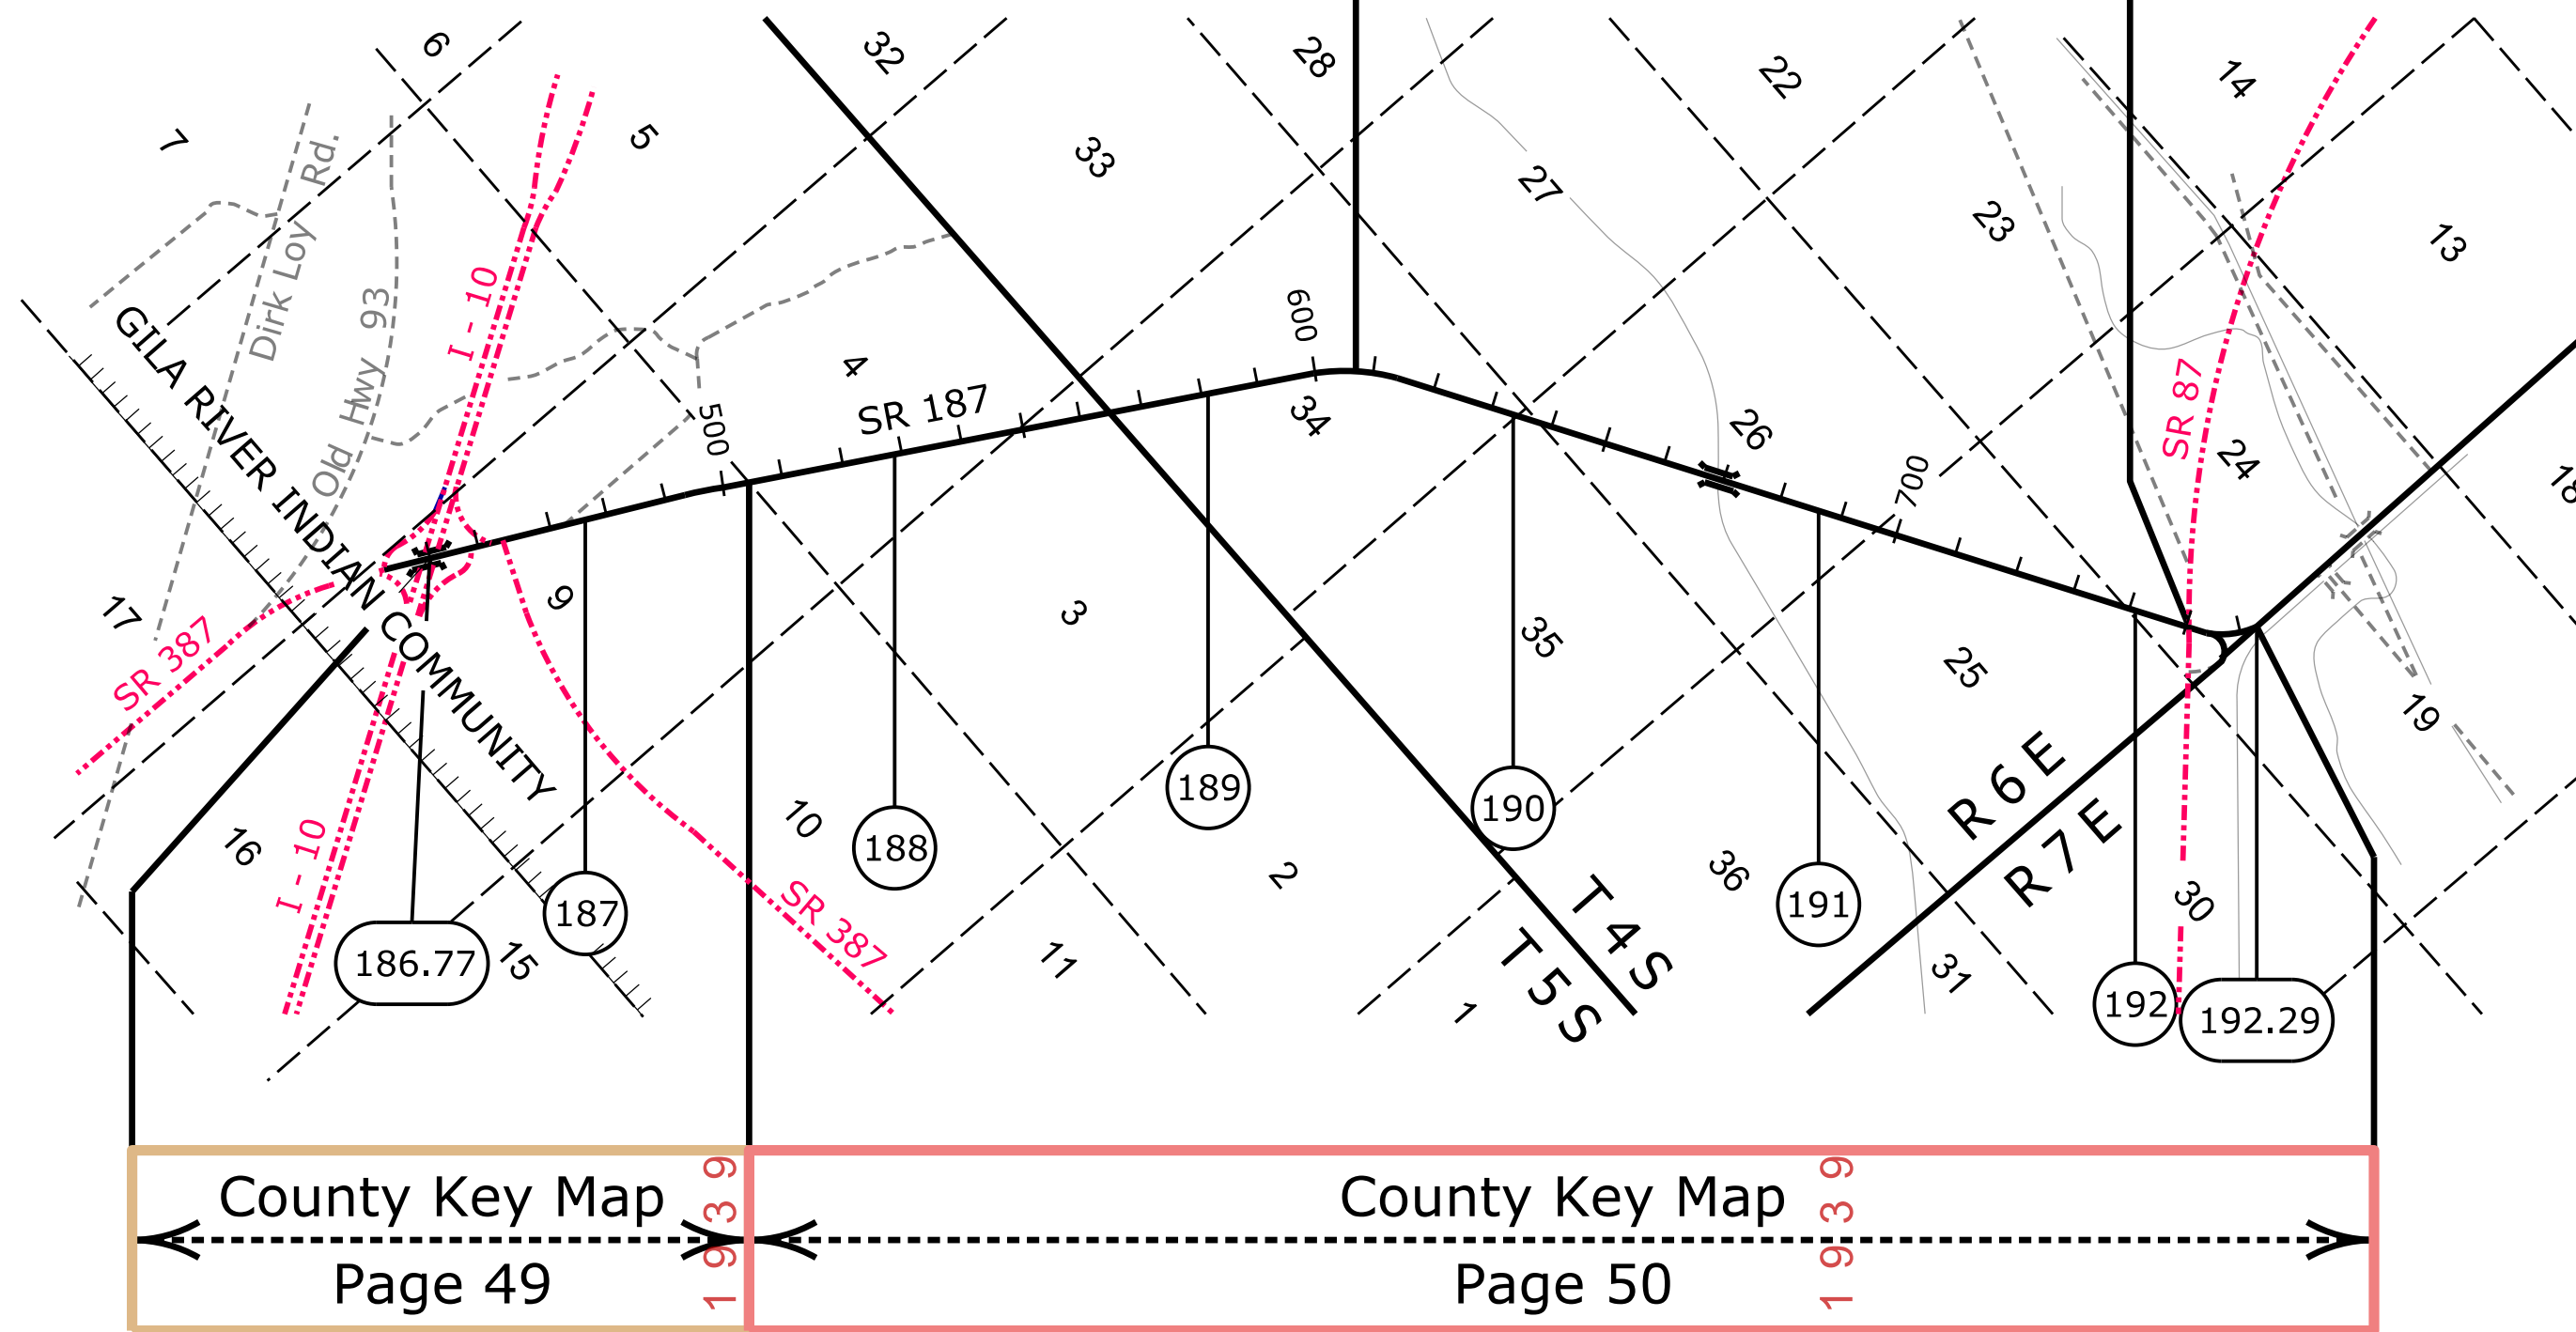 6
32
28
22
14
7
5
33
27
23
13
Dirk Loy Rd.
Old Hwy 93
I - 10
GILA RIVER INDIAN COMMUNITY
4
SR 187
500
600
34
26
700
SR 87
24
18
17
SR 387
9
3
35
25
19
16
I - 10
10
SR 387
11
2
1
36
31
30
R 6 E
R 7 E
T 4 S
T 5 S
15
186.77
187
188
189
190
191
192
192.29
County Key Map
Page 49
1939
County Key Map
Page 50
1939